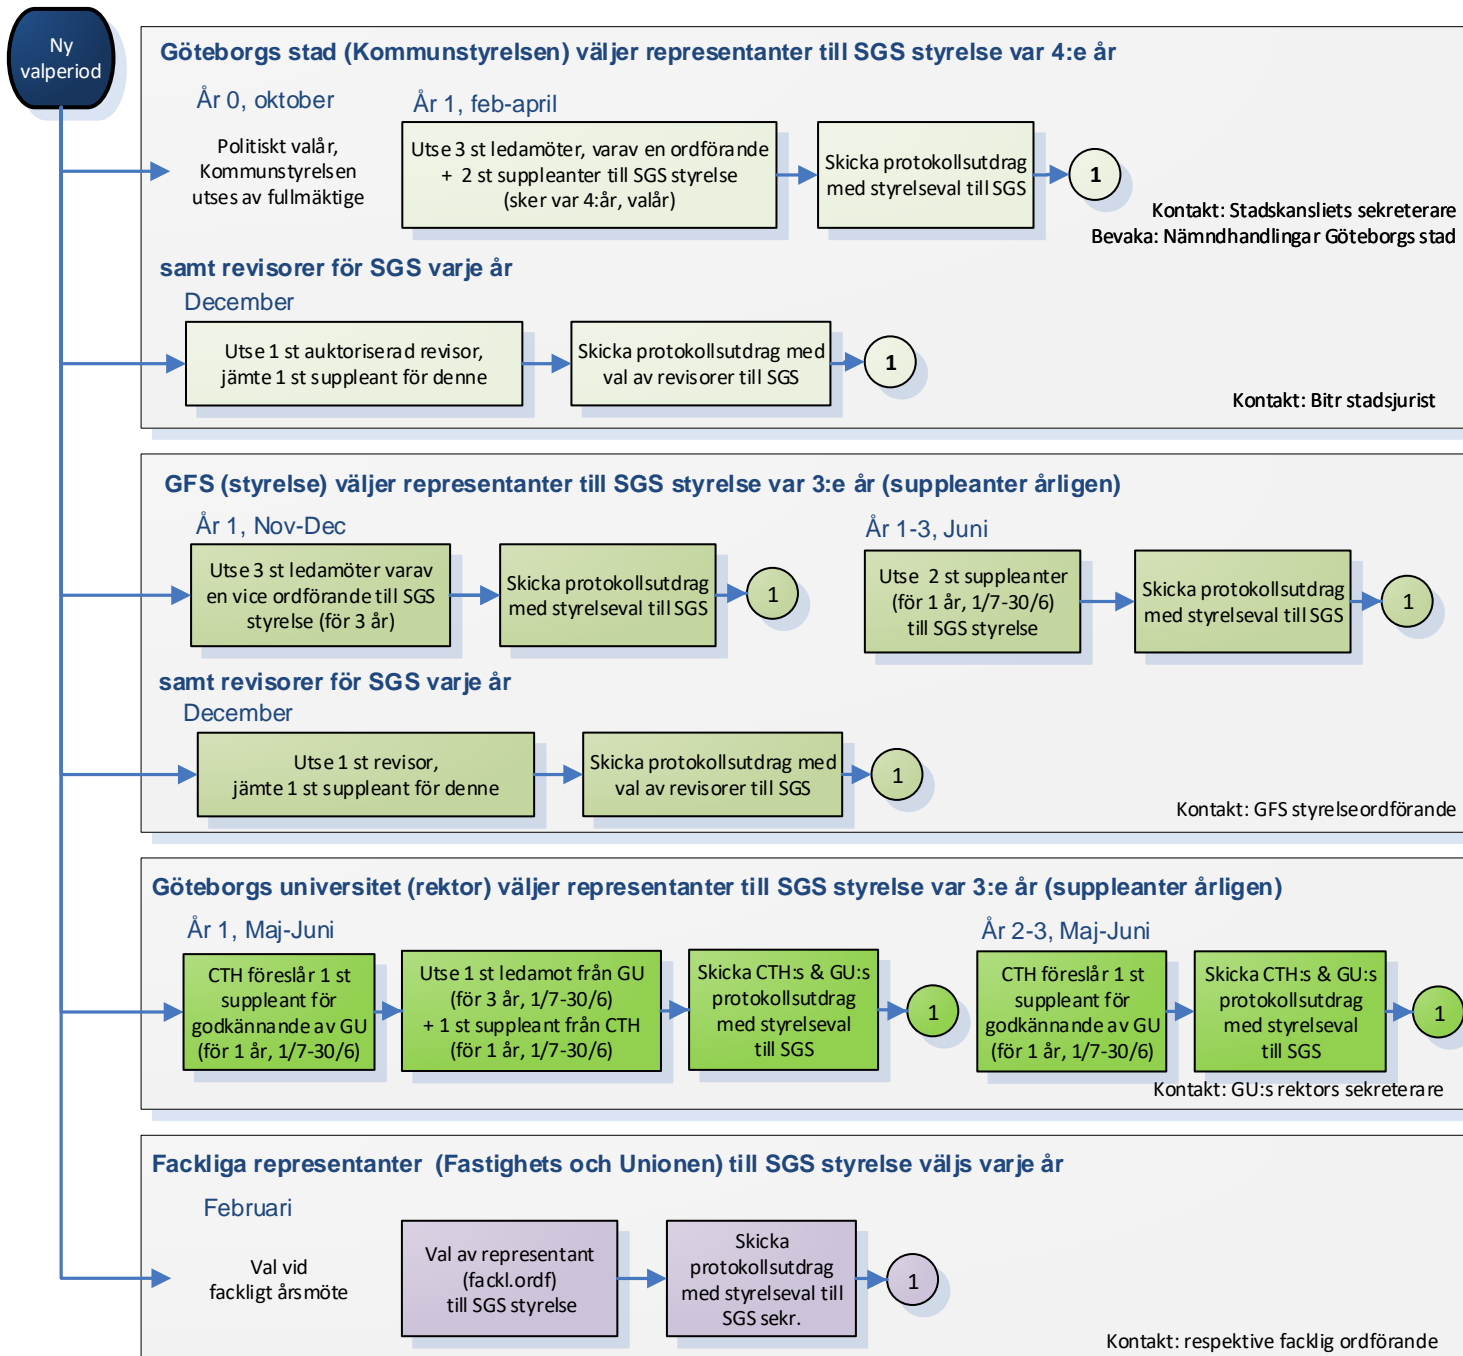 Ny
valperiod
Göteborgs stad (Kommunstyrelsen) väljer representanter till SGS styrelse var 4:e år
År 0, oktober
Politiskt valår,
Kommunstyrelsen
utses av fullmäktige
År 1, feb-april
Utse 3 st ledamöter, varav en ordförande
+ 2 st suppleanter till SGS styrelse
(sker var 4:år, valår)
Skicka protokollsutdrag
med styrelseval till SGS
1
Kontakt: Stadskansliets sekreterare
Bevaka: Nämndhandlingar Göteborgs stad
samt revisorer för SGS varje år
December
Utse 1 st auktoriserad revisor,
jämte 1 st suppleant för denne
Skicka protokollsutdrag med
val av revisorer till SGS
1
Kontakt: Bitr stadsjurist
GFS (styrelse) väljer representanter till SGS styrelse var 3:e år (suppleanter årligen)
År 1, Nov-Dec
Utse 3 st ledamöter varav
en vice ordförande till SGS
styrelse (för 3 år)
Skicka protokollsutdrag
med styrelseval till SGS
1
År 1-3, Juni
Utse 2 st suppleanter
(för 1 år, 1/7-30/6)
till SGS styrelse
Skicka protokollsutdrag
med styrelseval till SGS
1
samt revisorer för SGS varje år
December
Utse 1 st revisor,
jämte 1 st suppleant för denne
Skicka protokollsutdrag med
val av revisorer till SGS
1
Kontakt: GFS styrelseordförande
Göteborgs universitet (rektor) väljer representanter till SGS styrelse var 3:e år (suppleanter årligen)
År 1, Maj-Juni
CTH föreslår 1 st
suppleant för
godkännande av GU
(för 1 år, 1/7-30/6)
Utse 1 st ledamot från GU
(för 3 år, 1/7-30/6)
+ 1 st suppleant från CTH
(för 1 år, 1/7-30/6)
Skicka CTH:s & GU:s
protokollsutdrag
med styrelseval
till SGS
1
År 2-3, Maj-Juni
CTH föreslår 1 st
suppleant för
godkännande av GU
(för 1 år, 1/7-30/6)
Skicka CTH:s & GU:s
protokollsutdrag
med styrelseval
till SGS
1
Kontakt: GU:s rektors sekreterare
Fackliga representanter (Fastighets och Unionen) till SGS styrelse väljs varje år
Februari
Val vid
fackligt årsmöte
Val av representant
(fackl.ordf)
till SGS styrelse
Skicka
protokollsutdrag
med styrelseval till
SGS sekr.
1
Kontakt: respektive facklig ordförande